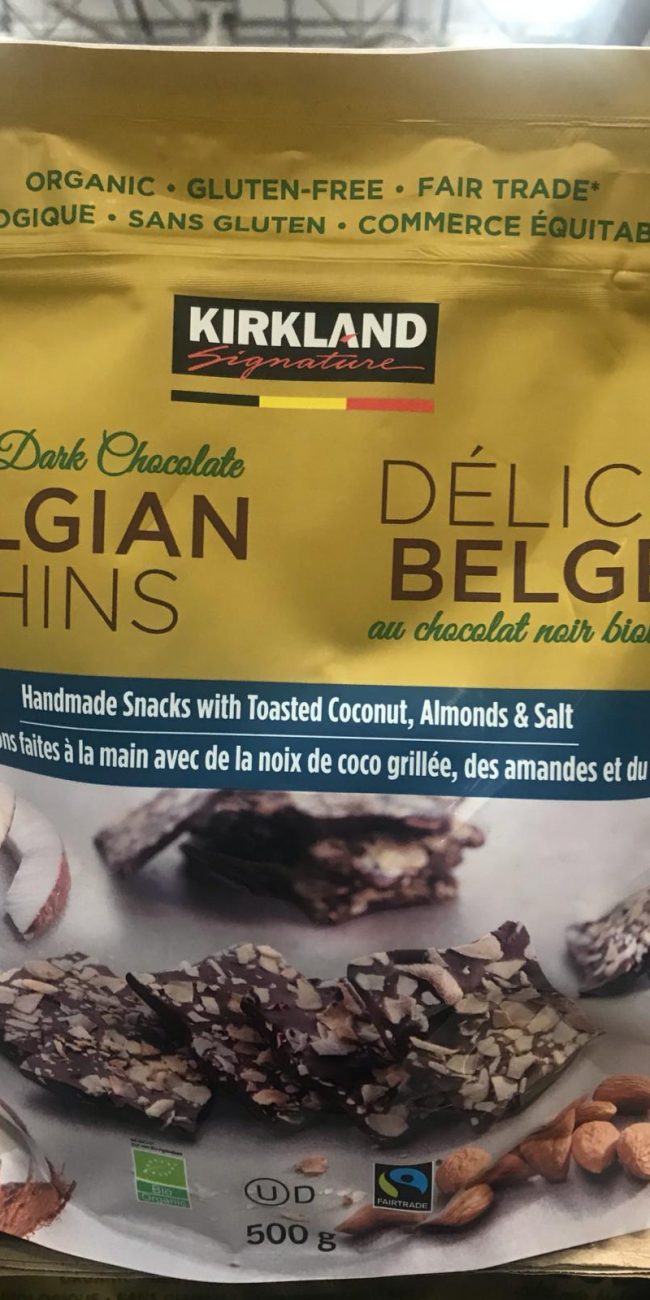 ORGANIC • GLUTEN-FREE • FAIR TRADE*
OGIQUE • SANS GLUTEN • COMMERCE ÉQUITAB
KIRKLAND
Signature
Dark Chocolate
LGIAN
HINS
DÉLIC
BELGE
au chocolat noir biol
Handmade Snacks with Toasted Coconut, Almonds & Salt
ons faites à la main avec de la noix de coco grillée, des amandes et du
Bio
Organic
U D
FAIRTRADE
500 g